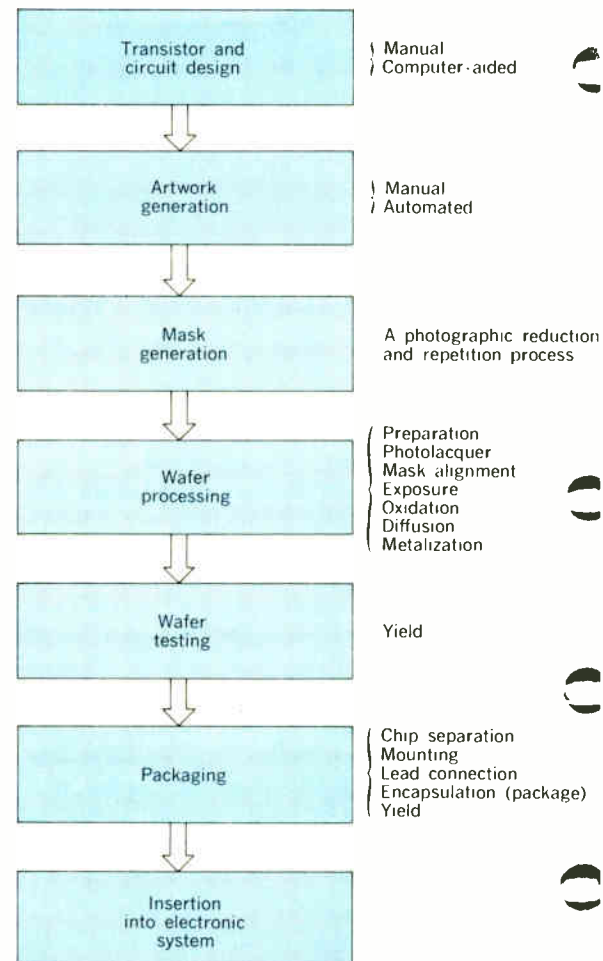 Transistor and
circuit design
Manual
Computer-aided
Artwork
generation
Manual
Automated
Mask
generation
A photographic reduction
and repetition process
Wafer
processing
Preparation
Photolacquer
Mask alignment
Exposure
Oxidation
Diffusion
Metalization
Wafer
testing
Yield
Packaging
Chip separation
Mounting
Lead connection
Encapsulation (package)
Yield
Insertion
into electronic
system